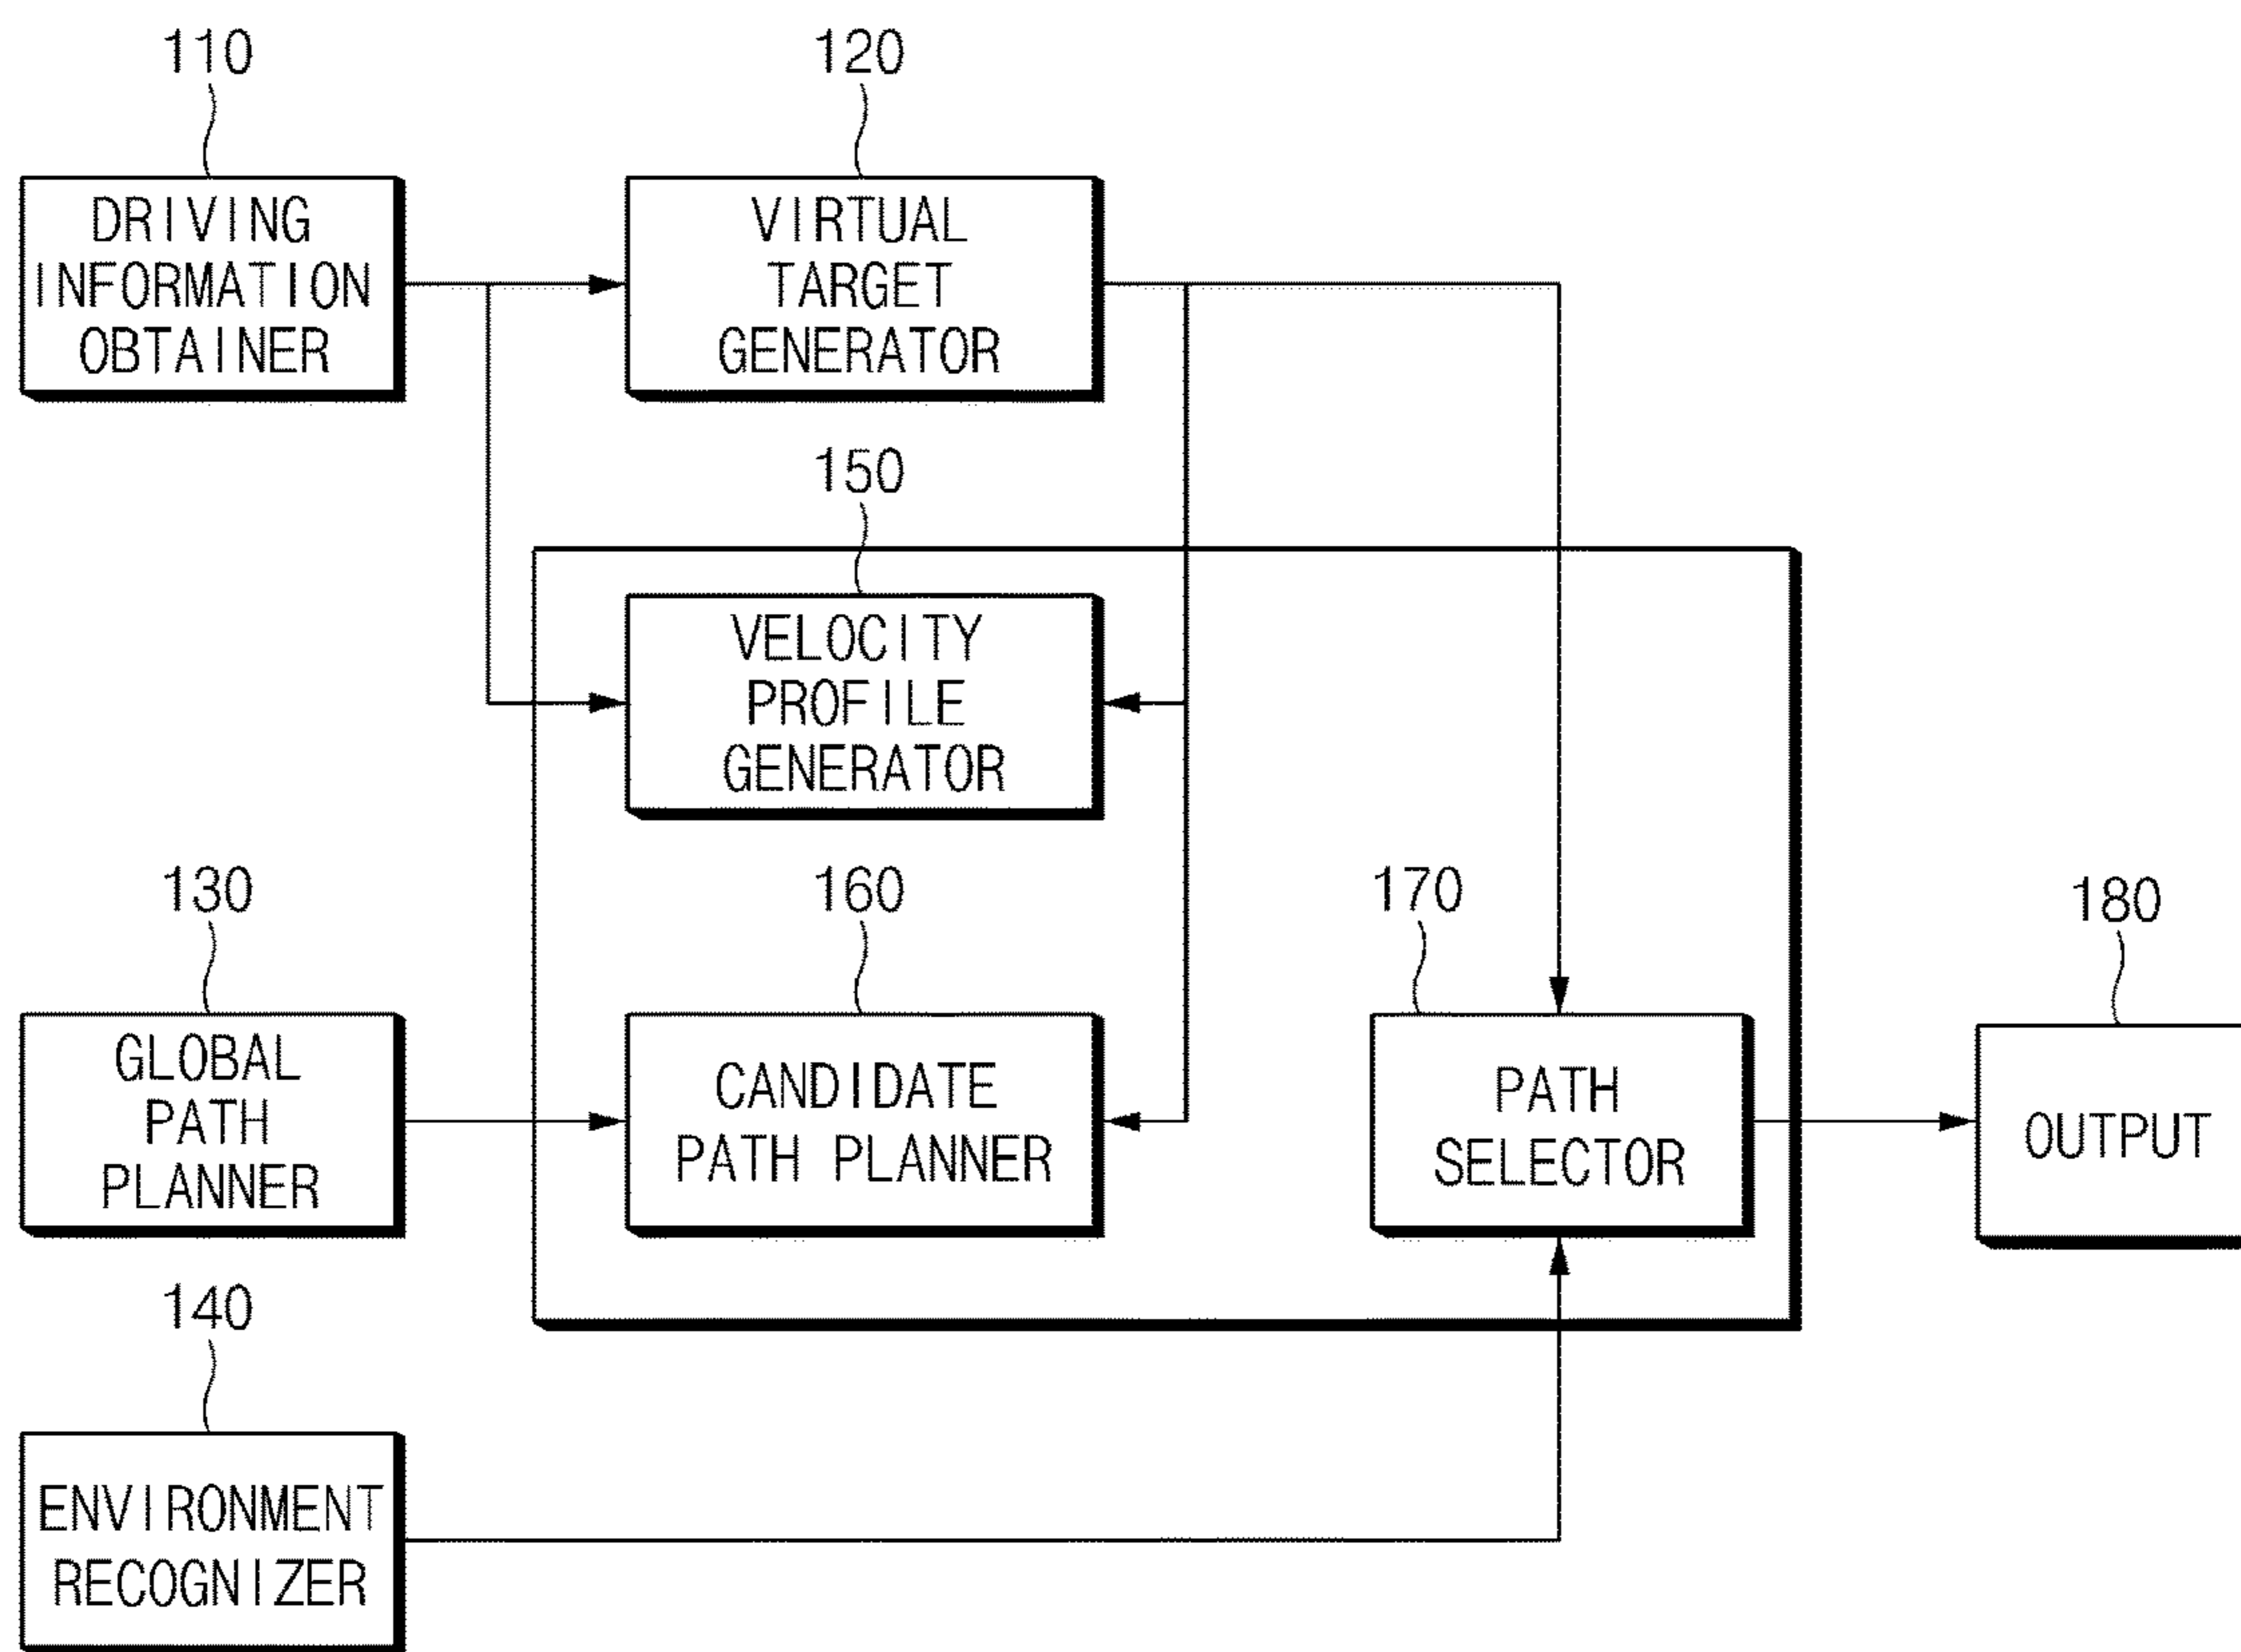 110
120
DRIVING
INFORMATION
OBTAINER
VIRTUAL
TARGET
GENERATOR
150
VELOCITY
PROFILE
GENERATOR
130
160
170
180
GLOBAL
PATH
PLANNER
CANDIDATE
PATH PLANNER
PATH
SELECTOR
OUTPUT
140
ENVIRONMENT
RECOGNIZER